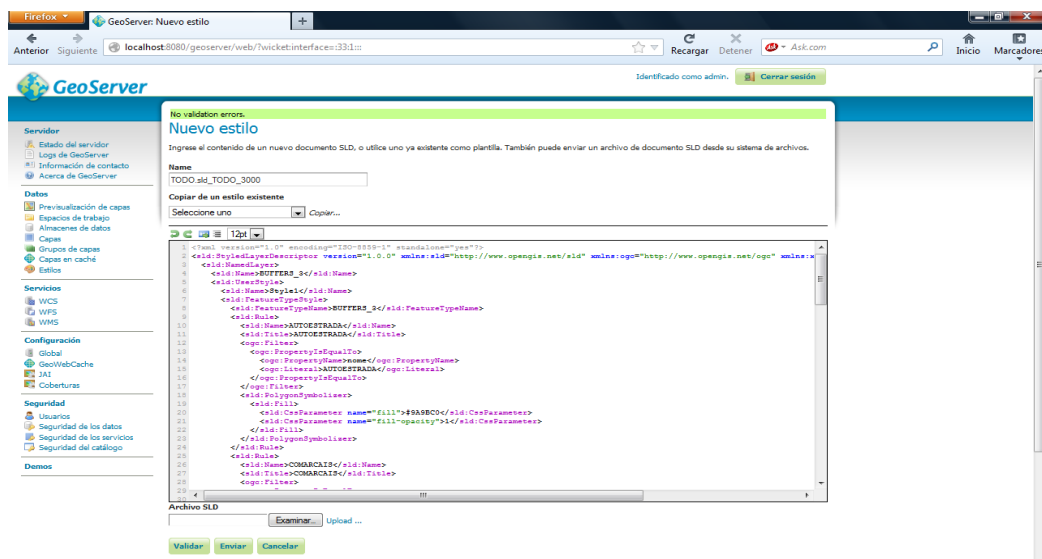 Firefox
GeoServer: Nuevo estilo
+
Anterior Siguiente localhost:8080/geoserver/web/?wicket:interface=:33:1::: Recargar Detener Ask.com Inicio Marcadores
GeoServer
Identificado como admin. Cerrar sesión
No validation errors.
Servidor
Estado del servidor
Logs de GeoServer
Información de contacto
Acerca de GeoServer
Datos
Previsualización de capas
Espacios de trabajo
Almacenes de datos
Capas
Grupos de capas
Capas en caché
Estilos
Servicios
WCS
WFS
WMS
Configuración
Global
GeoWebCache
JAI
Coberturas
Seguridad
Usuarios
Seguridad de los datos
Seguridad de los servicios
Seguridad del catálogo
Demos
Nuevo estilo
Ingrese el contenido de un nuevo documento SLD, o utilice uno ya existente como plantilla. También puede enviar un archivo de documento SLD desde su sistema de archivos.
Name
TODO.sld_TODO_3000
Copiar de un estilo existente
Seleccione uno Copiar...
12pt
1 <?xml version="1.0" encoding="ISO-8859-1" standalone="yes"?>
2 <sld:StyledLayerDescriptor version="1.0.0" xmlns:sld="http://www.opengis.net/sld" xmlns:ogc="http://www.opengis.net/ogc" xmlns:x
3 <sld:NamedLayer>
4 <sld:Name>BUFFERS_3</sld:Name>
5 <sld:UserStyle>
6 <sld:Name>Style1</sld:Name>
7 <sld:FeatureTypeStyle>
8 <sld:FeatureTypeName>BUFFERS_3</sld:FeatureTypeName>
9 <sld:Rule>
10 <sld:Name>AUTOESTRADA</sld:Name>
11 <sld:Title>AUTOESTRADA</sld:Title>
12 <ogc:Filter>
13 <ogc:PropertyIsEqualTo>
14 <ogc:PropertyName>nome</ogc:PropertyName>
15 <ogc:Literal>AUTOESTRADA</ogc:Literal>
16 </ogc:PropertyIsEqualTo>
17 </ogc:Filter>
18 <sld:PolygonSymbolizer>
19 <sld:Fill>
20 <sld:CssParameter name="fill">#9A9BC0</sld:CssParameter>
21 <sld:CssParameter name="fill-opacity">1</sld:CssParameter>
22 </sld:Fill>
23 </sld:PolygonSymbolizer>
24 </sld:Rule>
25 <sld:Rule>
26 <sld:Name>COMARCAIS</sld:Name>
27 <sld:Title>COMARCAIS</sld:Title>
28 <ogc:Filter>
29
Archivo SLD
Examinar... Upload ...
Validar Enviar Cancelar